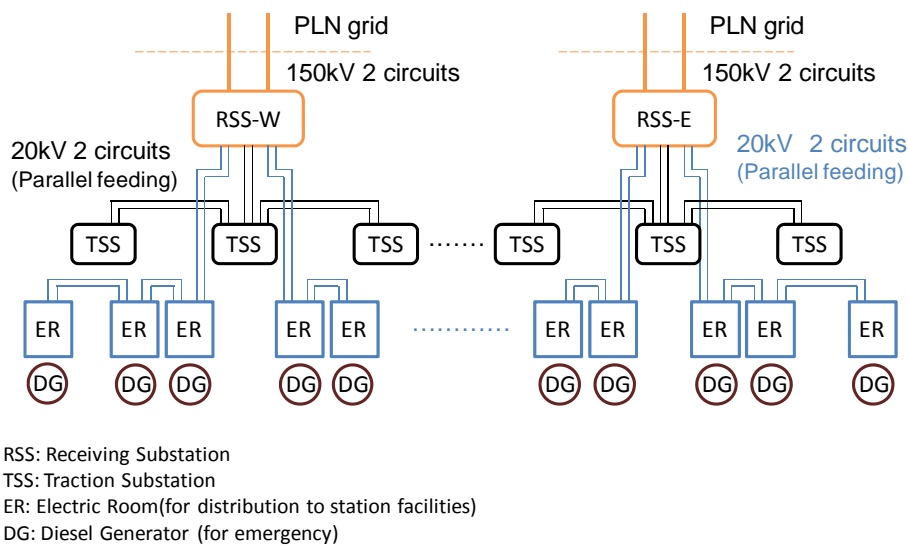 PLN grid
PLN grid
150kV 2 circuits
150kV 2 circuits
RSS-W
RSS-E
20kV 2 circuits
(Parallel feeding)
20kV 2 circuits
(Parallel feeding)
TSS
TSS
TSS
.......
TSS
TSS
TSS
ER
ER
ER
ER
ER
............
ER
ER
ER
ER
ER
DG
DG
DG
DG
DG
DG
DG
DG
DG
DG
RSS: Receiving Substation
TSS: Traction Substation
ER: Electric Room(for distribution to station facilities)
DG: Diesel Generator (for emergency)